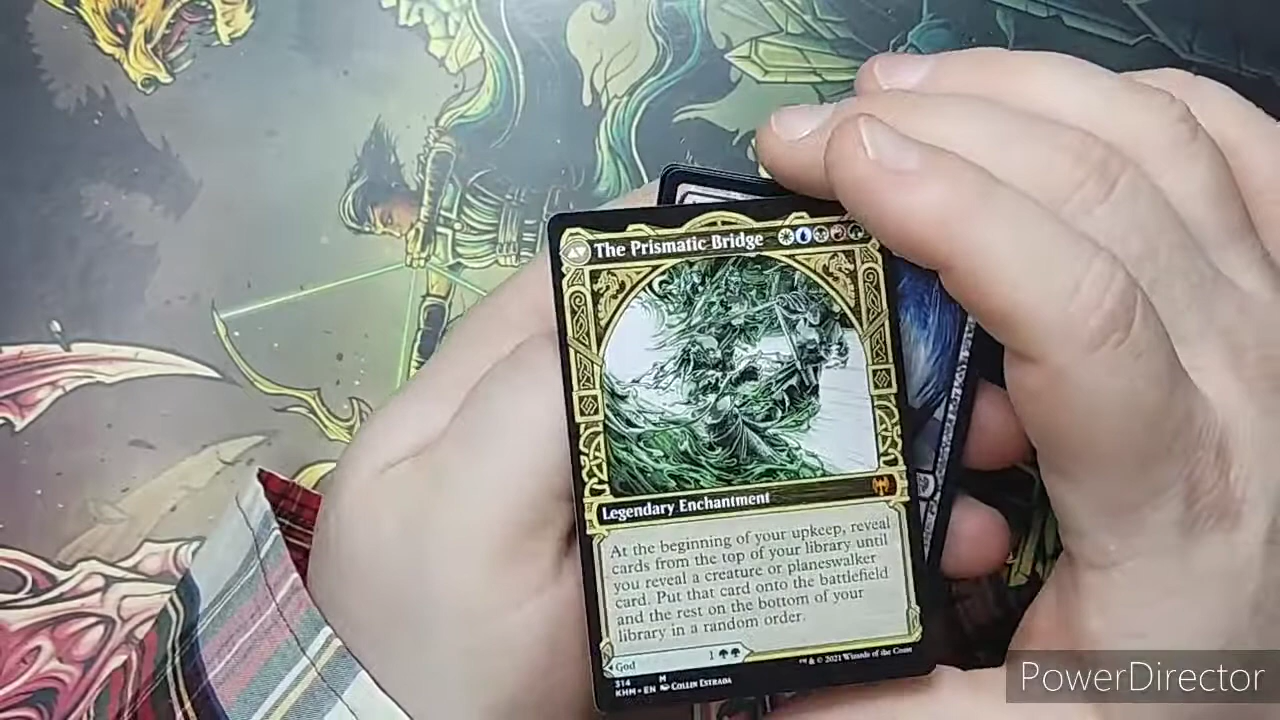 The Prismatic Bridge
Legendary Enchantment
At the beginning of your upkeep, reveal
cards from the top of your library until
you reveal a creature or planeswalker
card. Put that card onto the battlefield
and the rest on the bottom of your
library in a random order.
God 1
314 M
KHM • EN COLLIN ESTRADA
™ & © 2021 Wizards of the Coast
PowerDirector